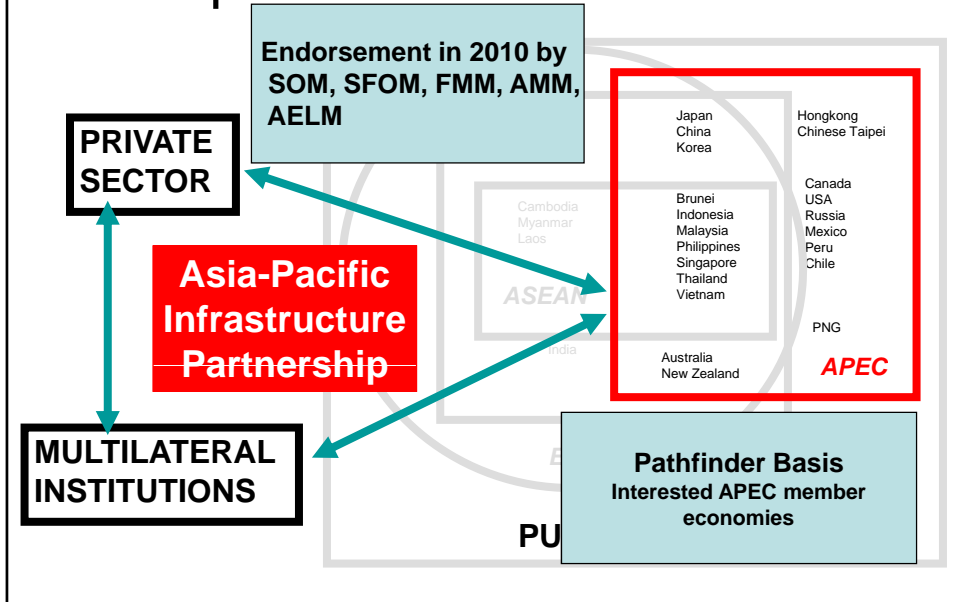 Endorsement in 2010 by
SOM, SFOM, FMM, AMM,
AELM
PRIVATE
SECTOR
Asia-Pacific
Infrastructure
Partnership
MULTILATERAL
INSTITUTIONS
Cambodia
Myanmar
Laos
ASEAN
India
Japan
China
Korea
Brunei
Indonesia
Malaysia
Philippines
Singapore
Thailand
Vietnam
Australia
New Zealand
Hongkong
Chinese Taipei
Canada
USA
Russia
Mexico
Peru
Chile
PNG
APEC
Pathfinder Basis
Interested APEC member
economies